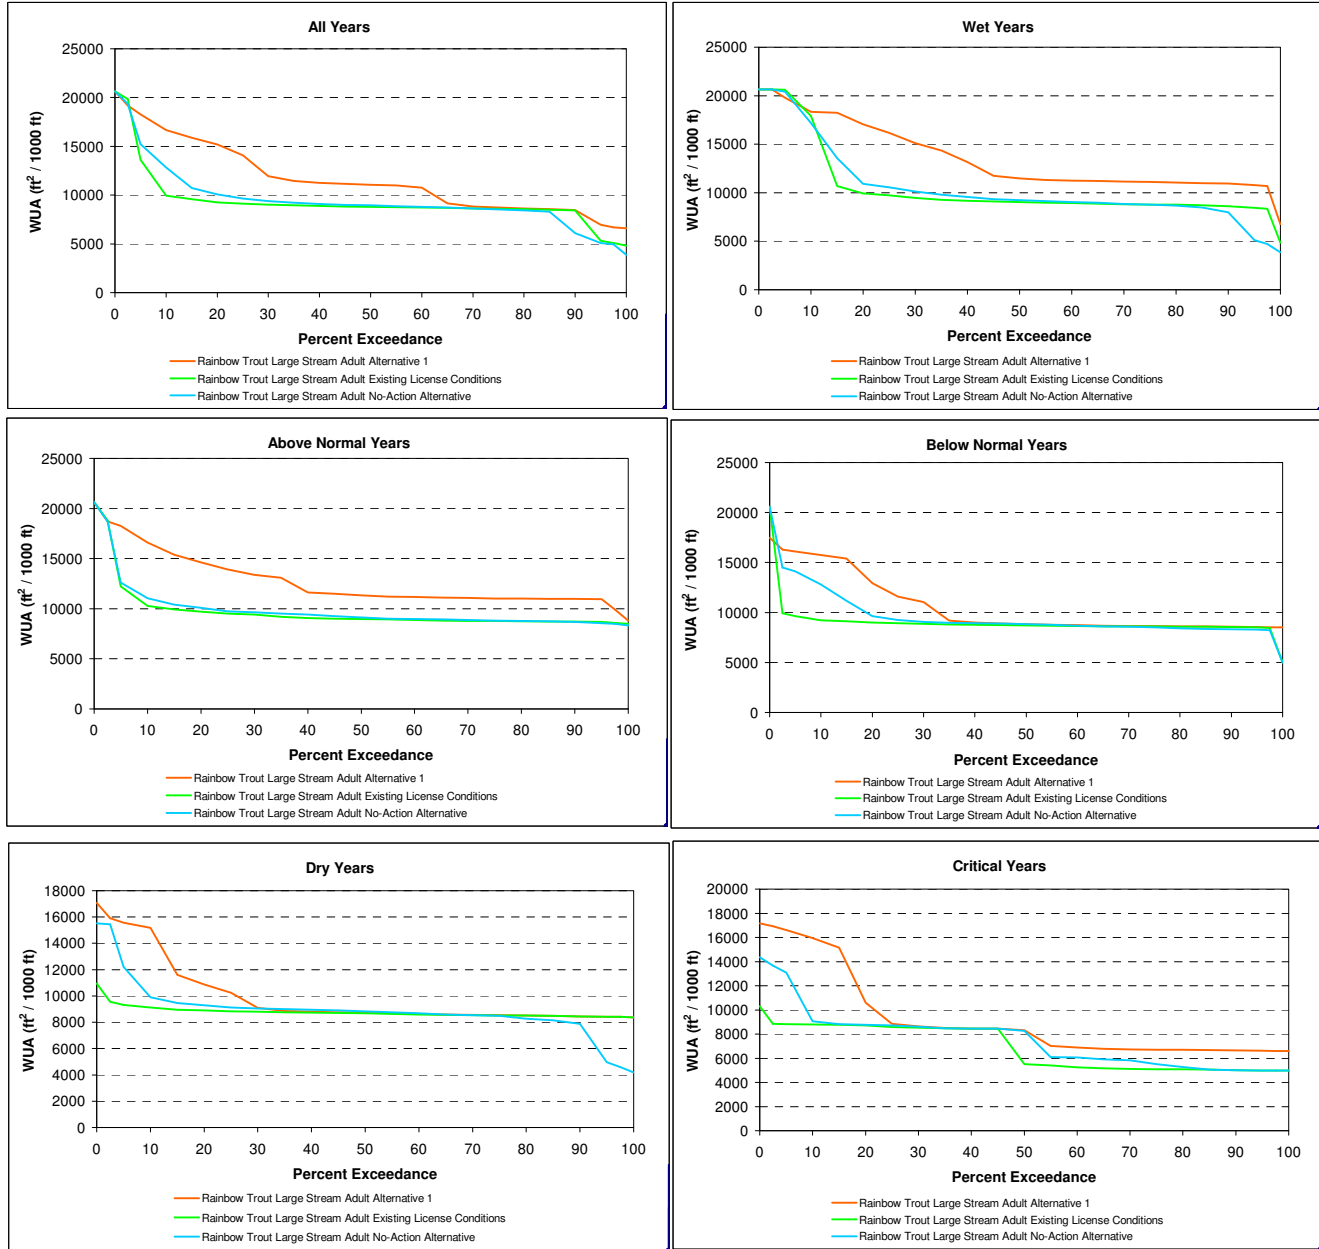 All Years
WUA (ft² / 1000 ft)
25000
20000
15000
10000
5000
0
0 10 20 30 40 50 60 70 80 90 100
Percent Exceedance
Rainbow Trout Large Stream Adult Alternative 1
Rainbow Trout Large Stream Adult Existing License Conditions
Rainbow Trout Large Stream Adult No-Action Alternative
Wet Years
WUA (ft² / 1000 ft)
25000
20000
15000
10000
5000
0
0 10 20 30 40 50 60 70 80 90 100
Percent Exceedance
Rainbow Trout Large Stream Adult Alternative 1
Rainbow Trout Large Stream Adult Existing License Conditions
Rainbow Trout Large Stream Adult No-Action Alternative
Above Normal Years
WUA (ft² / 1000 ft)
25000
20000
15000
10000
5000
0
0 10 20 30 40 50 60 70 80 90 100
Percent Exceedance
Rainbow Trout Large Stream Adult Alternative 1
Rainbow Trout Large Stream Adult Existing License Conditions
Rainbow Trout Large Stream Adult No-Action Alternative
Below Normal Years
WUA (ft² / 1000 ft)
25000
20000
15000
10000
5000
0
0 10 20 30 40 50 60 70 80 90 100
Percent Exceedance
Rainbow Trout Large Stream Adult Alternative 1
Rainbow Trout Large Stream Adult Existing License Conditions
Rainbow Trout Large Stream Adult No-Action Alternative
Dry Years
WUA (ft² / 1000 ft)
18000
16000
14000
12000
10000
8000
6000
4000
2000
0
0 10 20 30 40 50 60 70 80 90 100
Percent Exceedance
Rainbow Trout Large Stream Adult Alternative 1
Rainbow Trout Large Stream Adult Existing License Conditions
Rainbow Trout Large Stream Adult No-Action Alternative
Critical Years
WUA (ft² / 1000 ft)
20000
18000
16000
14000
12000
10000
8000
6000
4000
2000
0
0 10 20 30 40 50 60 70 80 90 100
Percent Exceedance
Rainbow Trout Large Stream Adult Alternative 1
Rainbow Trout Large Stream Adult Existing License Conditions
Rainbow Trout Large Stream Adult No-Action Alternative